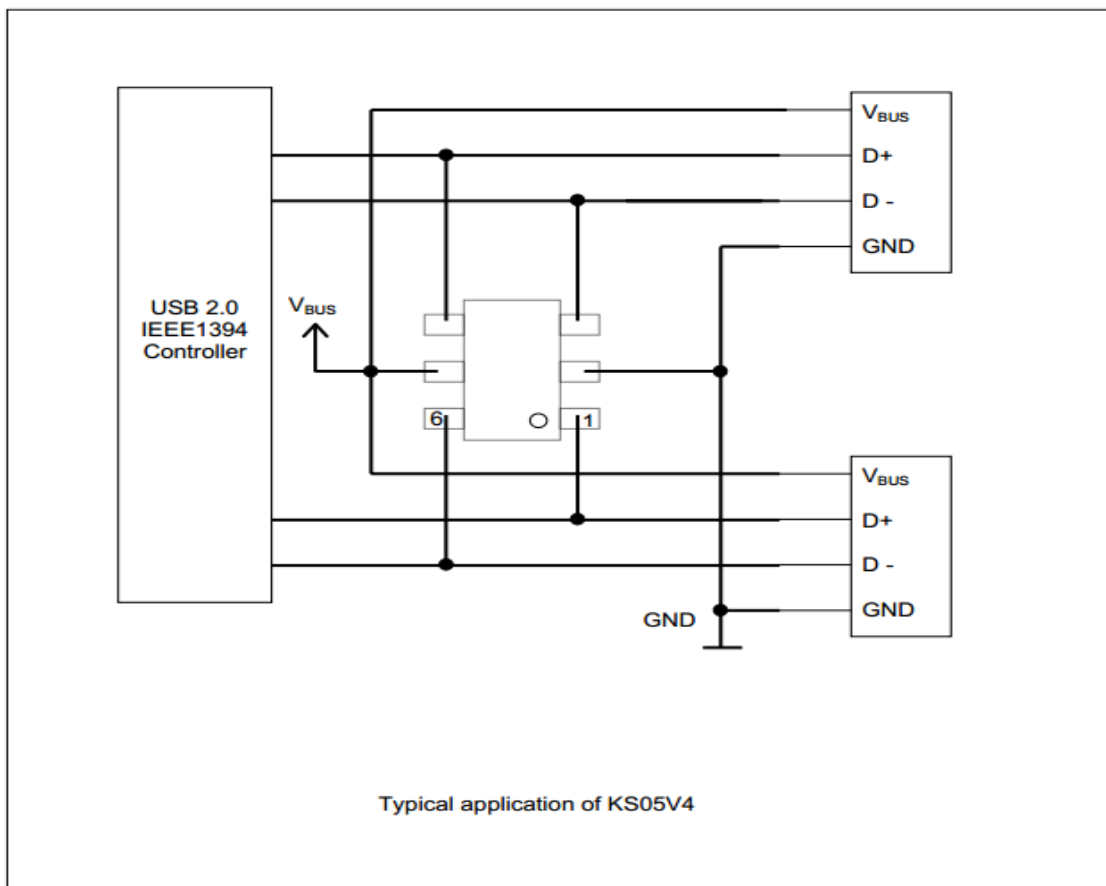 USB 2.0
IEEE1394
Controller
VBUS
6
1
VBUS
D+
D -
GND
VBUS
D+
D -
GND
GND
Typical application of KS05V4